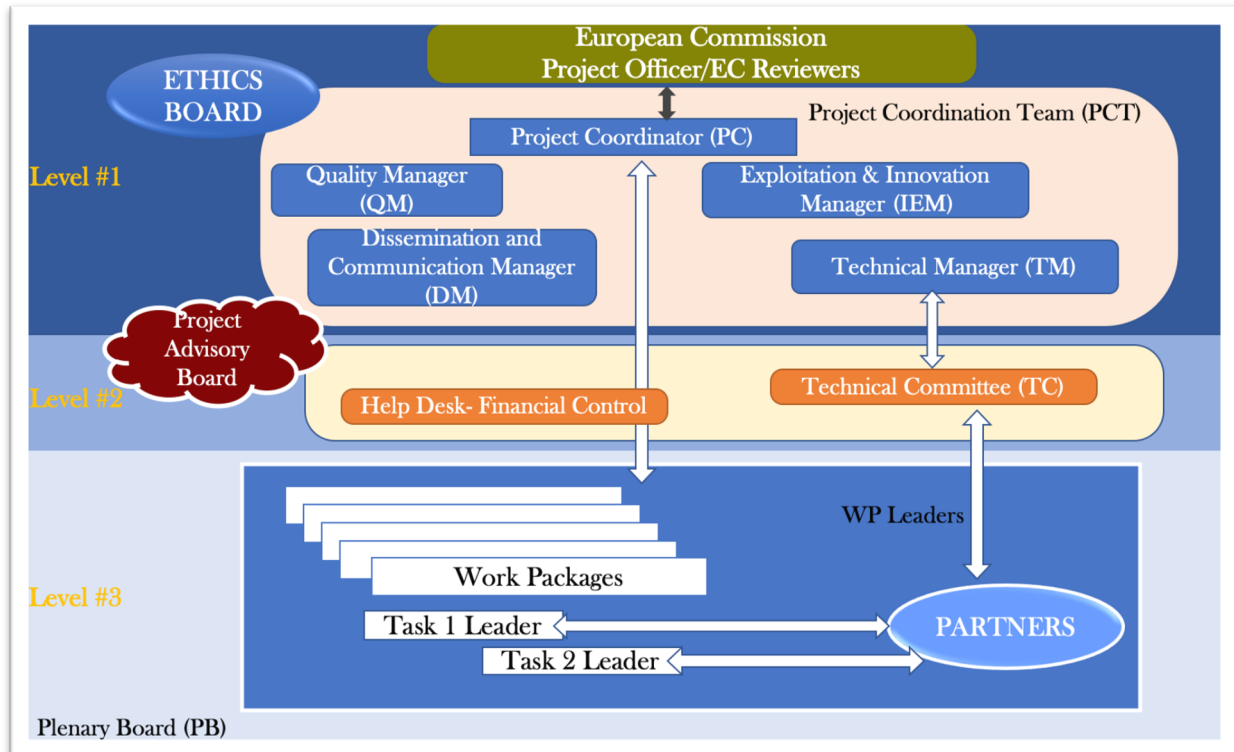 European Commission
Project Officer/EC Reviewers
ETHICS
BOARD
Project Coordination Team (PCT)
Project Coordinator (PC)
Level #1
Quality Manager
(QM)
Exploitation & Innovation
Manager (IEM)
Dissemination and
Communication Manager
(DM)
Technical Manager (TM)
Project
Advisory
Board
Level #2
Technical Committee (TC)
Help Desk- Financial Control
WP Leaders
Work Packages
Level #3
Task 1 Leader
PARTNERS
Task 2 Leader
Plenary Board (PB)